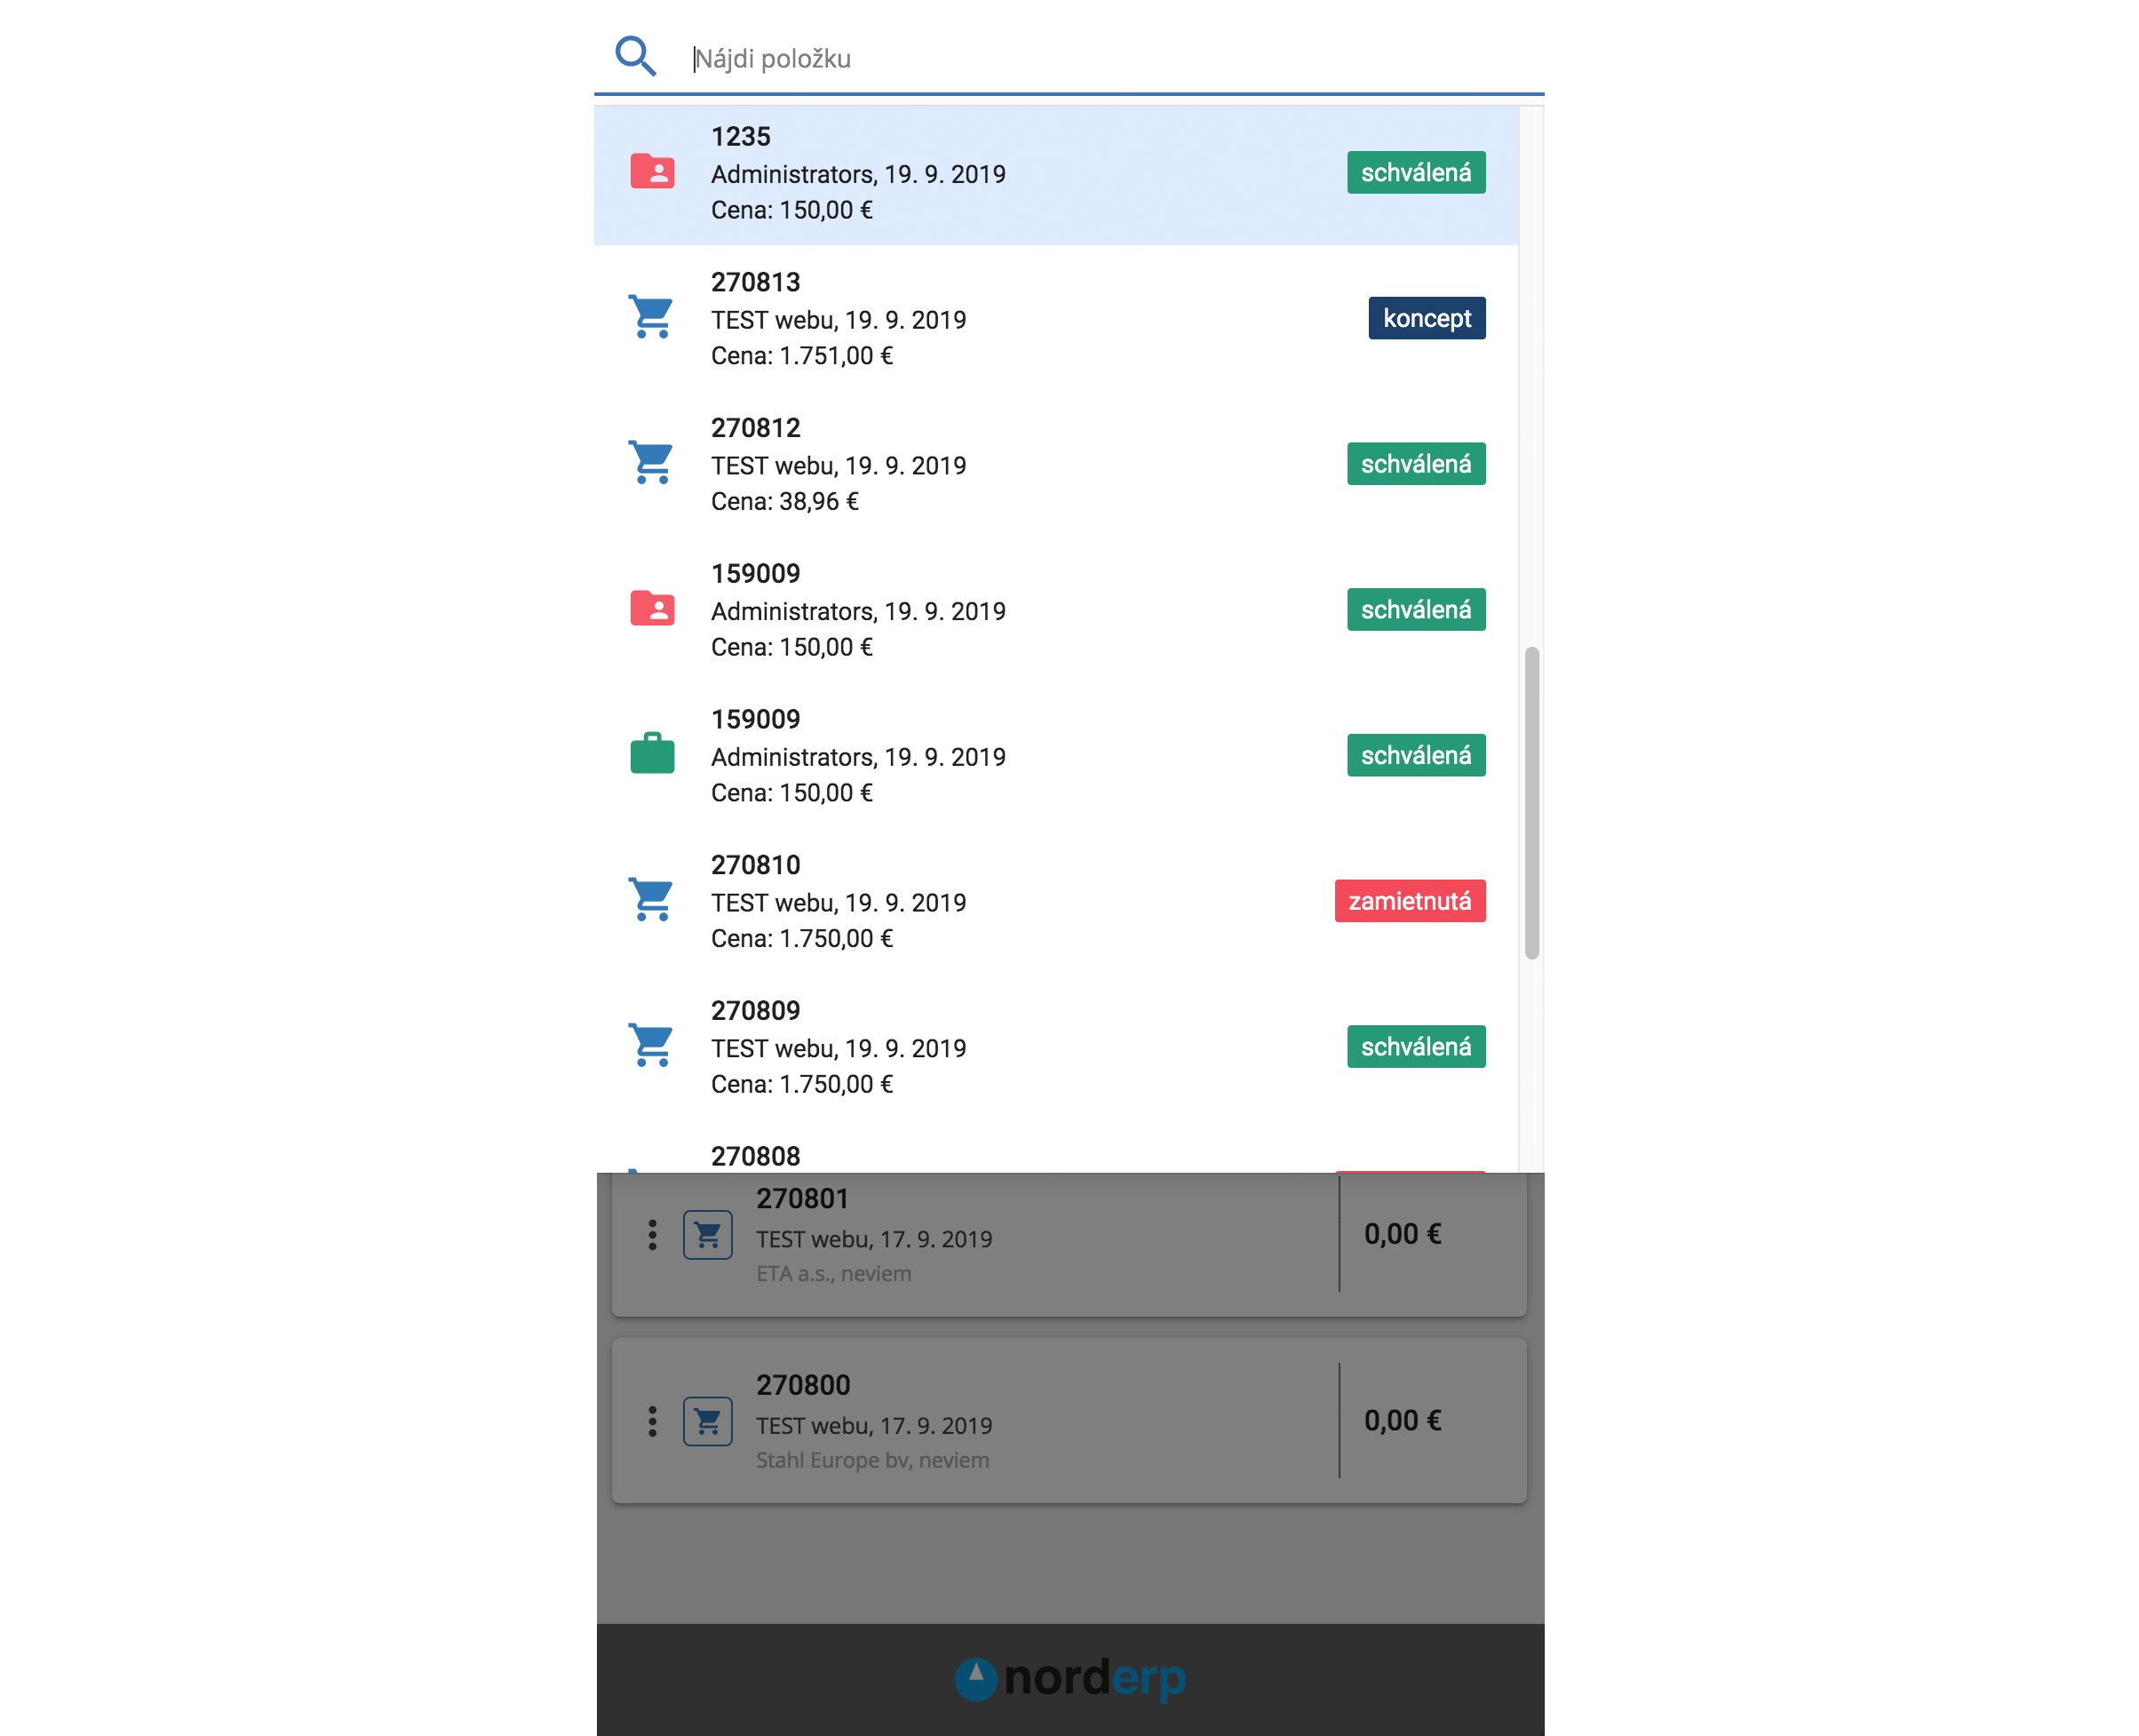 Nájdi položku
1235
Administrators, 19. 9. 2019
Cena: 150,00 €
schválená
270813
TEST webu, 19. 9. 2019
Cena: 1.751,00 €
koncept
270812
TEST webu, 19. 9. 2019
Cena: 38,96 €
schválená
159009
Administrators, 19. 9. 2019
Cena: 150,00 €
schválená
159009
Administrators, 19. 9. 2019
Cena: 150,00 €
schválená
270810
TEST webu, 19. 9. 2019
Cena: 1.750,00 €
zamietnutá
270809
TEST webu, 19. 9. 2019
Cena: 1.750,00 €
schválená
270808
270801
TEST webu, 17. 9. 2019
ETA a.s., neviem
0,00 €
270800
TEST webu, 17. 9. 2019
Stahl Europe bv, neviem
0,00 €
norderp